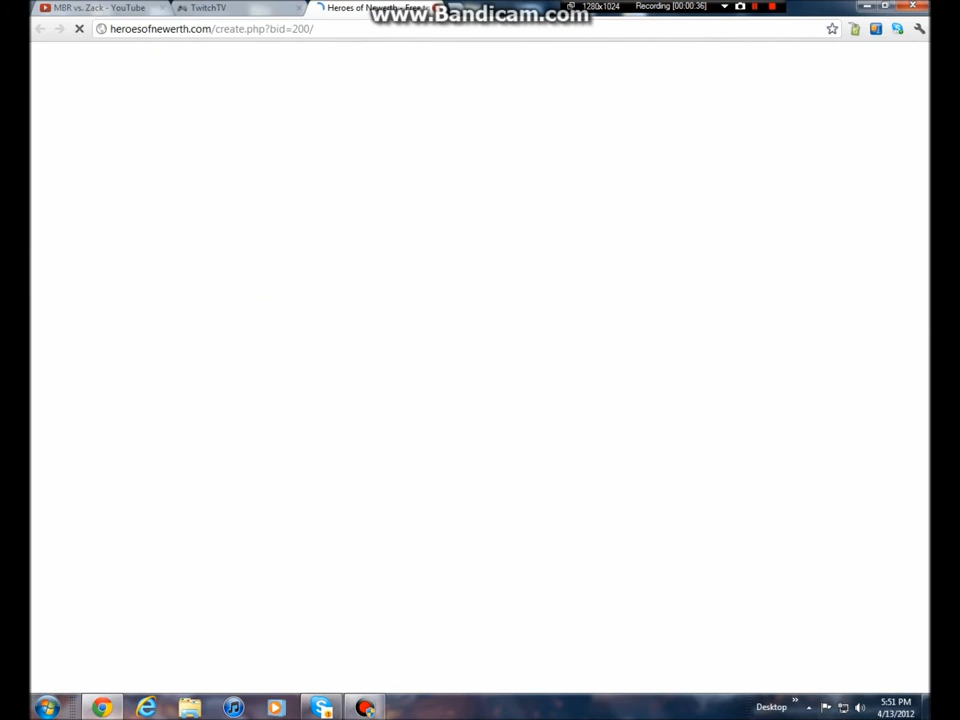 MBR vs. Zack - YouTube
TwitchTV
Heroes of Newerth - Free t
www.Bandicam.com
1280x1024
Recording [00:00:36]
heroesofnewerth.com/create.php?bid=200/
Desktop
5:51 PM
4/13/2012